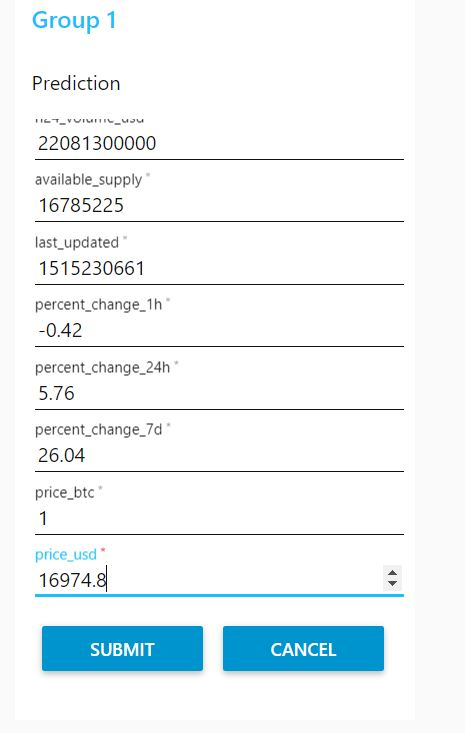 Group 1
Prediction
h24_volume_usd
22081300000
available_supply *
16785225
last_updated *
1515230661
percent_change_1h *
-0.42
percent_change_24h *
5.76
percent_change_7d *
26.04
price_btc *
1
price_usd *
16974.8
SUBMIT CANCEL